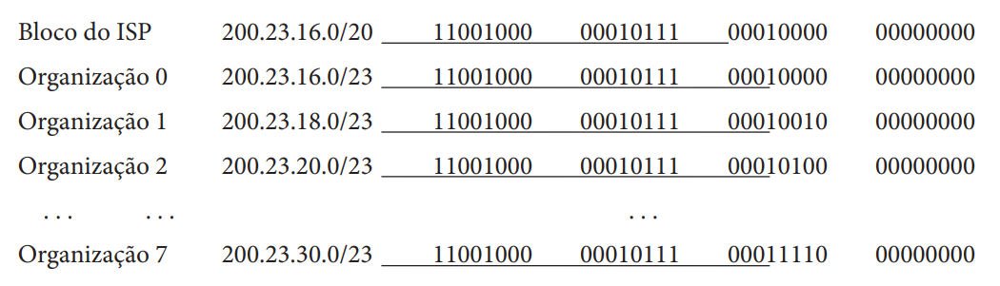 Bloco do ISP 200.23.16.0/20 11001000 00010111 00010000 00000000
Organização 0 200.23.16.0/23 11001000 00010111 00010000 00000000
Organização 1 200.23.18.0/23 11001000 00010111 00010010 00000000
Organização 2 200.23.20.0/23 11001000 00010111 00010100 00000000
... ... ...
Organização 7 200.23.30.0/23 11001000 00010111 00011110 00000000